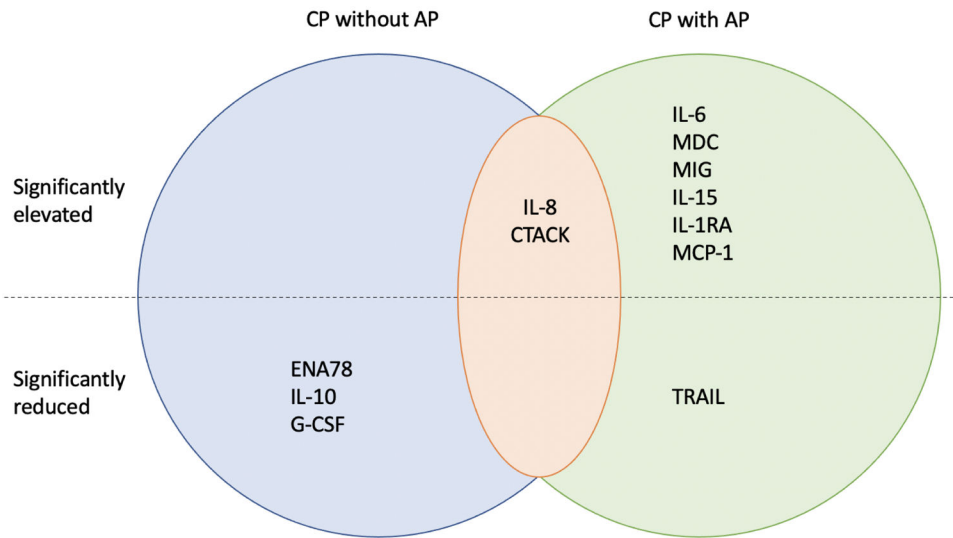 CP without AP
CP with AP
Significantly
elevated
IL-8
CTACK
IL-6
MDC
MIG
IL-15
IL-1RA
MCP-1
Significantly
reduced
ENA78
IL-10
G-CSF
TRAIL